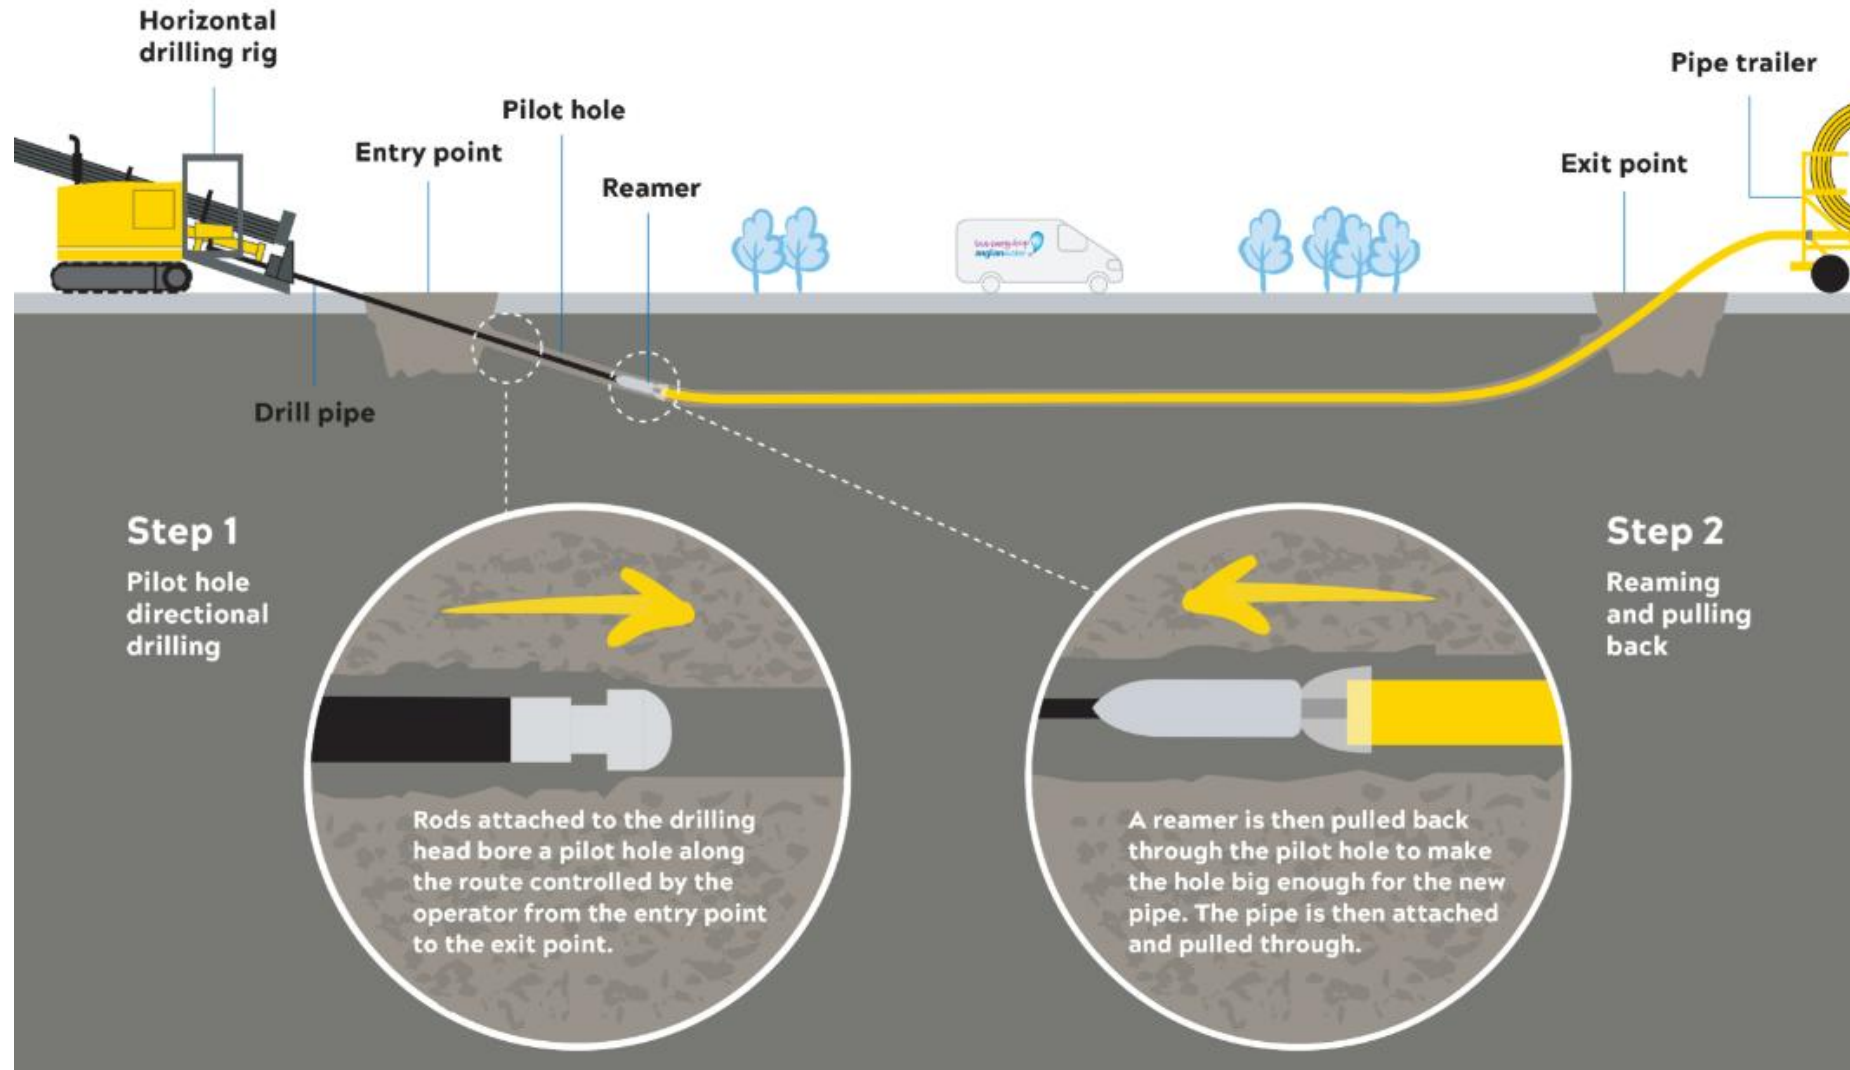 Horizontal
drilling rig
Pipe trailer
Pilot hole
Entry point
Exit point
Reamer
anglianwater
Drill pipe
Step 1
Pilot hole
directional
drilling
Rods attached to the drilling
head bore a pilot hole along
the route controlled by the
operator from the entry point
to the exit point.
Step 2
Reaming
and pulling
back
A reamer is then pulled back
through the pilot hole to make
the hole big enough for the new
pipe. The pipe is then attached
and pulled through.